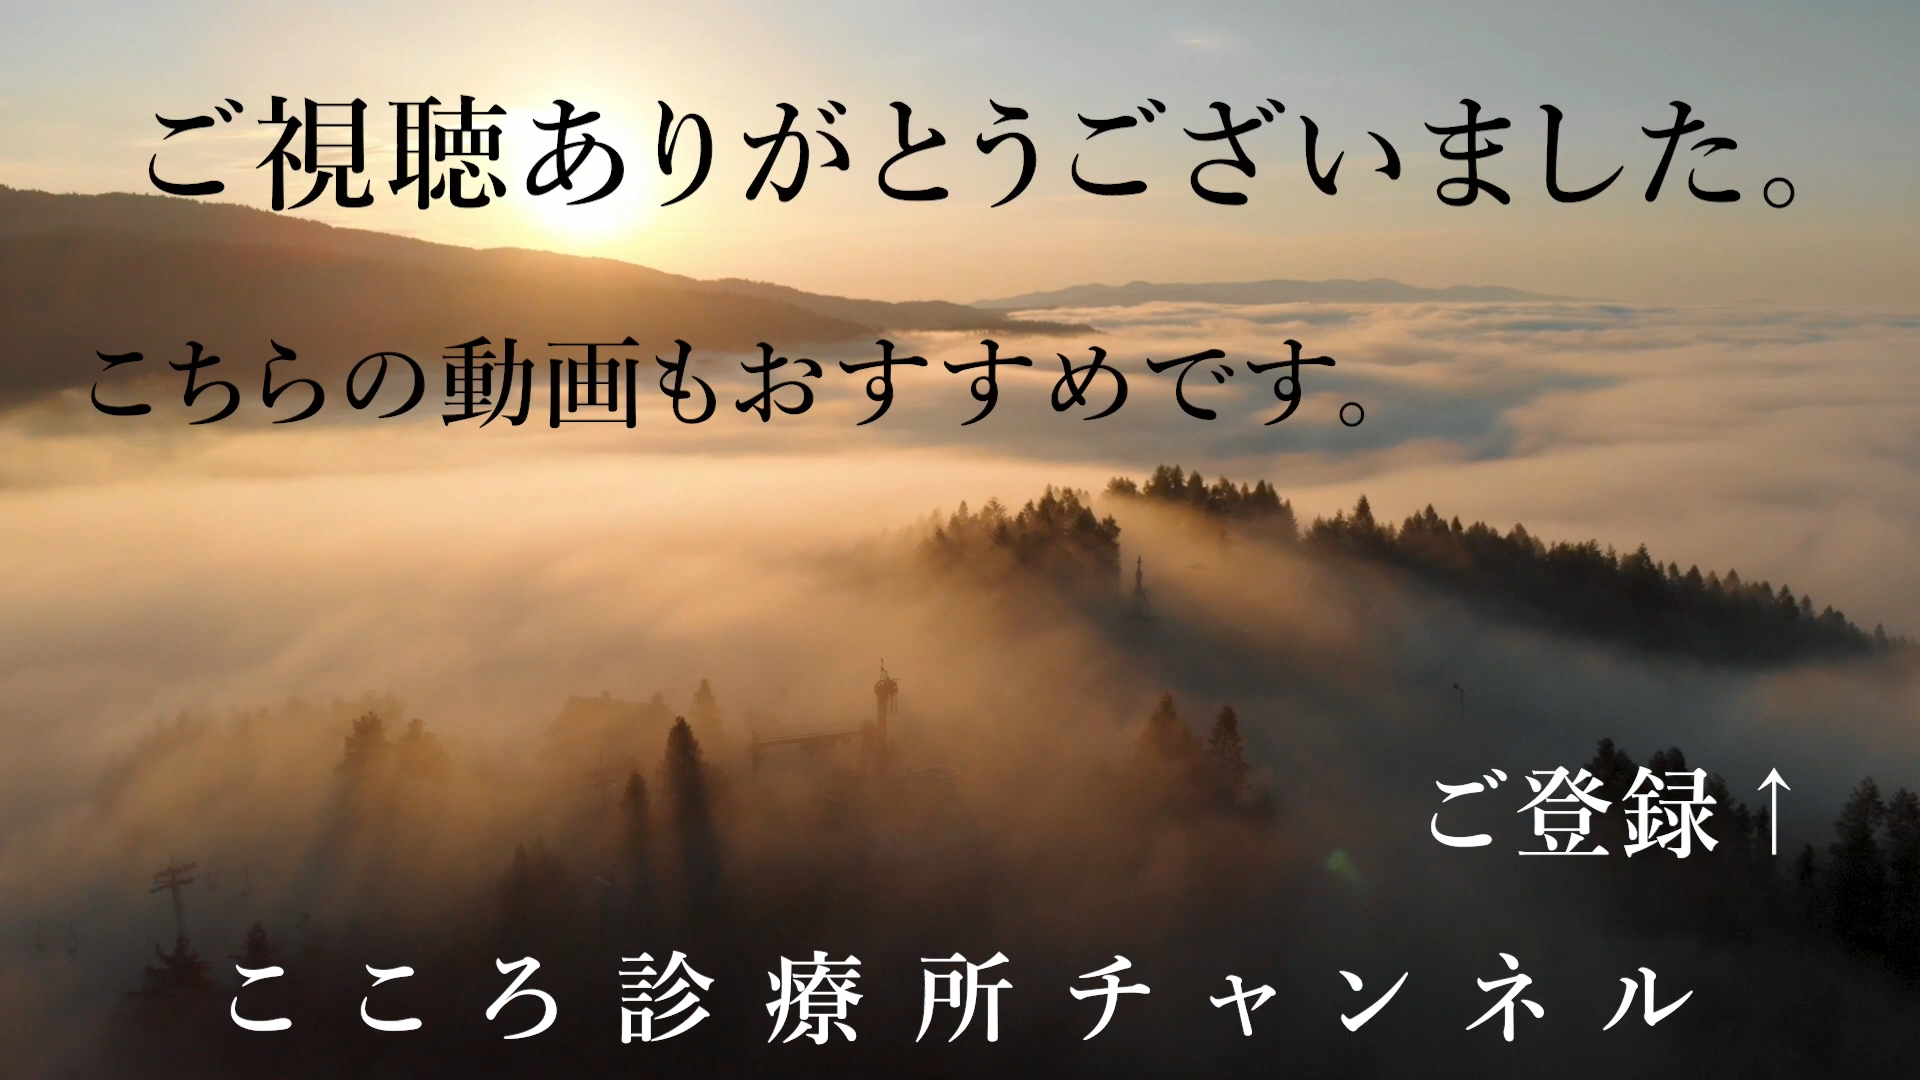 ご視聴ありがとうございました。
こちらの動画もおすすめです。
ご登録↑
こころ診療所チャンネル